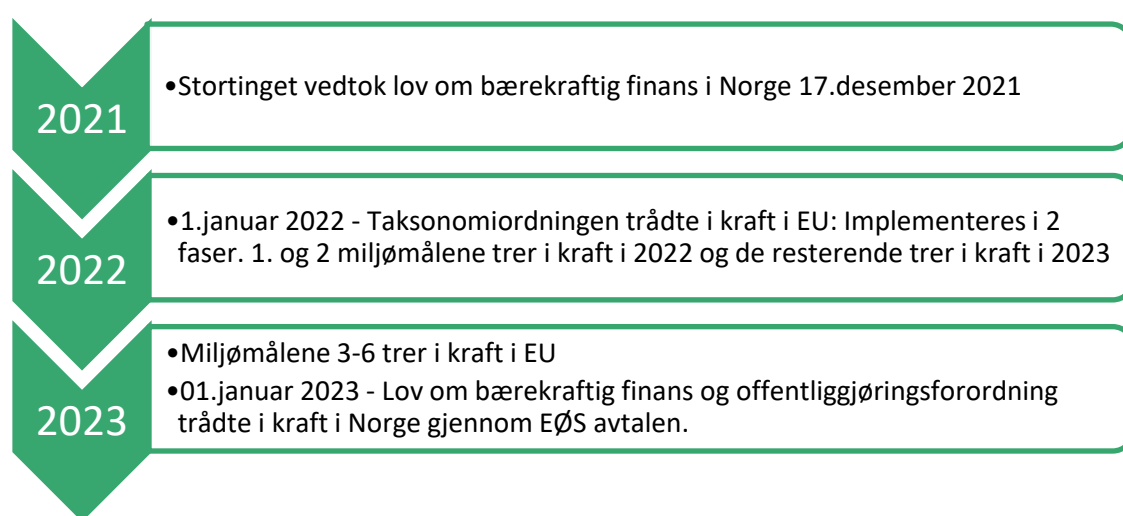 2021
•Stortinget vedtok lov om bærekraftig finans i Norge 17.desember 2021
2022
•1.januar 2022 - Taksonomiordningen trådte i kraft i EU: Implementeres i 2
faser. 1. og 2 miljømålene trer i kraft i 2022 og de resterende trer i kraft i 2023
2023
•Miljømålene 3-6 trer i kraft i EU
•01.januar 2023 - Lov om bærekraftig finans og offentliggjøringsforordning
trådte i kraft i Norge gjennom EØS avtalen.